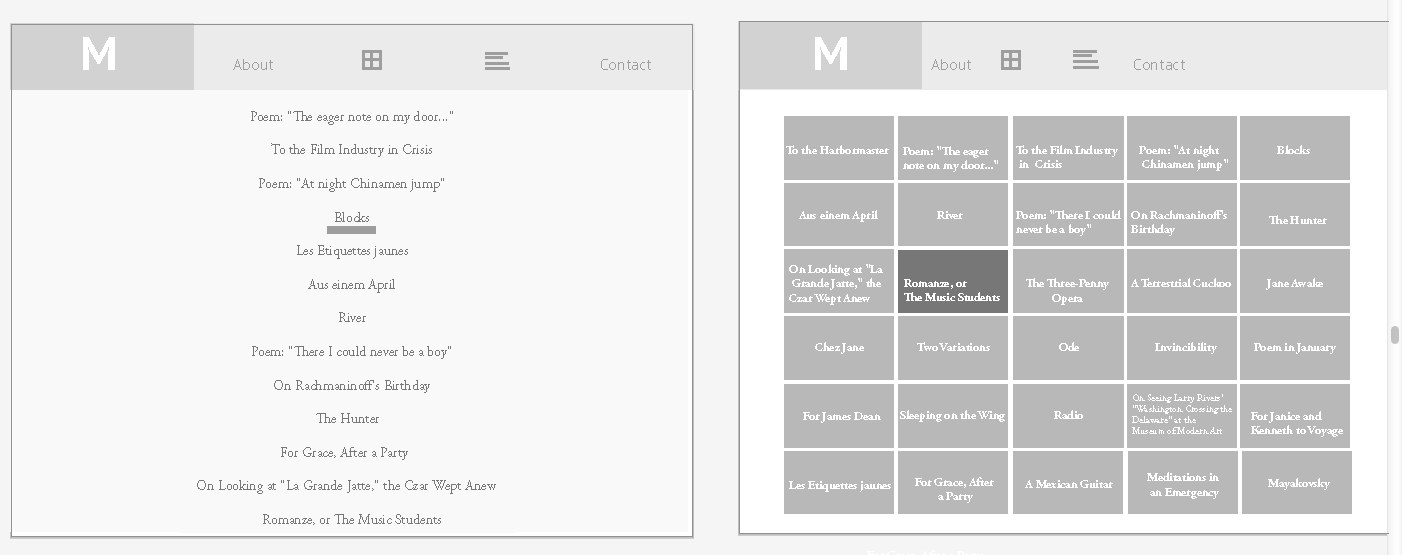 M
About
Contact
Poem: "The eager note on my door..."
To the Film Industry in Crisis
Poem: "At night Chinamen jump"
Blocks
Les Etiquettes jaunes
Aus einem April
River
Poem: "There I could never be a boy"
On Rachmaninoff's Birthday
The Hunter
For Grace, After a Party
On Looking at "La Grande Jatte," the Czar Wept Anew
Romanze, or The Music Students
M
About
Contact
To the Harbormaster
Poem: "The eager
note on my door..."
To the Film Industry
in Crisis
Poem: "At night
Chinamen jump"
Blocks
Aus einem April
River
Poem: "There I could
never be a boy"
On Rachmaninoff's
Birthday
The Hunter
On Looking at "La
Grande Jatte," the
Czar Wept Anew
Romanze, or
The Music Students
The Three-Penny
Opera
A Terrestrial Cuckoo
Jane Awake
Chez Jane
Two Variations
Ode
Invincibility
Poem in January
For James Dean
Sleeping on the Wing
Radio
On Seeing Larry Rivers'
"Washington Crossing the
Delaware" at the
Museum of Modern Art
For Janice and
Kenneth to Voyage
Les Etiquettes jaunes
For Grace, After
a Party
A Mexican Guitar
Meditations in
an Emergency
Mayakovsky